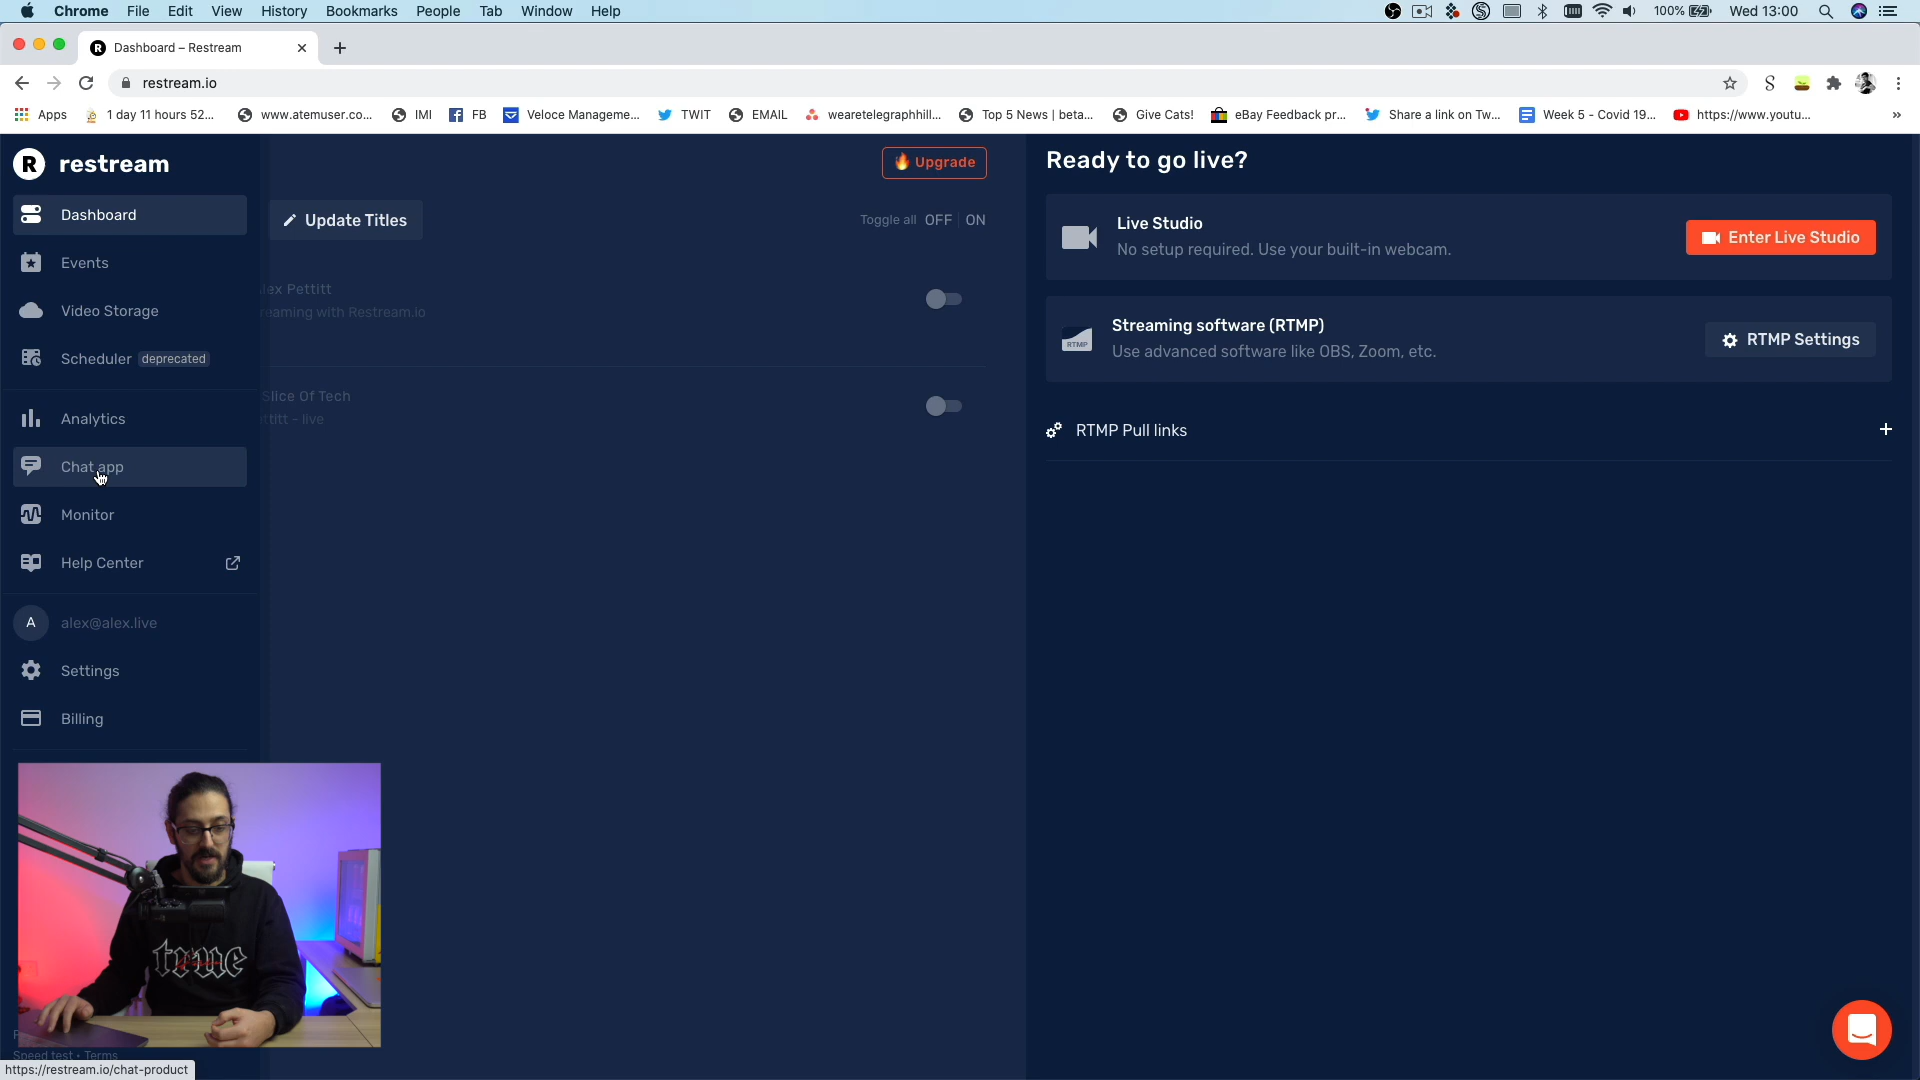 Chrome File Edit View History Bookmarks People Tab Window Help 100% Wed 13:00
Dashboard – Restream
restream.io
Apps 1 day 11 hours 52... www.atemuser.co... IMI FB Veloce Manageme... TWIT EMAIL wearetelegraphhill... Top 5 News | beta... Give Cats! eBay Feedback pr... Share a link on Tw... Week 5 - Covid 19... https://www.youtu... »
R restream
Dashboard
Events
Video Storage
Scheduler deprecated
Analytics
Chat app
Monitor
Help Center
A alex@alex.live
Settings
Billing
Speed test • Terms
https://restream.io/chat-product
Upgrade
Update Titles
Toggle all OFF ON
lex Pettitt
eaming with Restream.io
Slice Of Tech
ttitt – live
Ready to go live?
Live Studio
No setup required. Use your built-in webcam.
Enter Live Studio
RTMP
Streaming software (RTMP)
Use advanced software like OBS, Zoom, etc.
RTMP Settings
RTMP Pull links